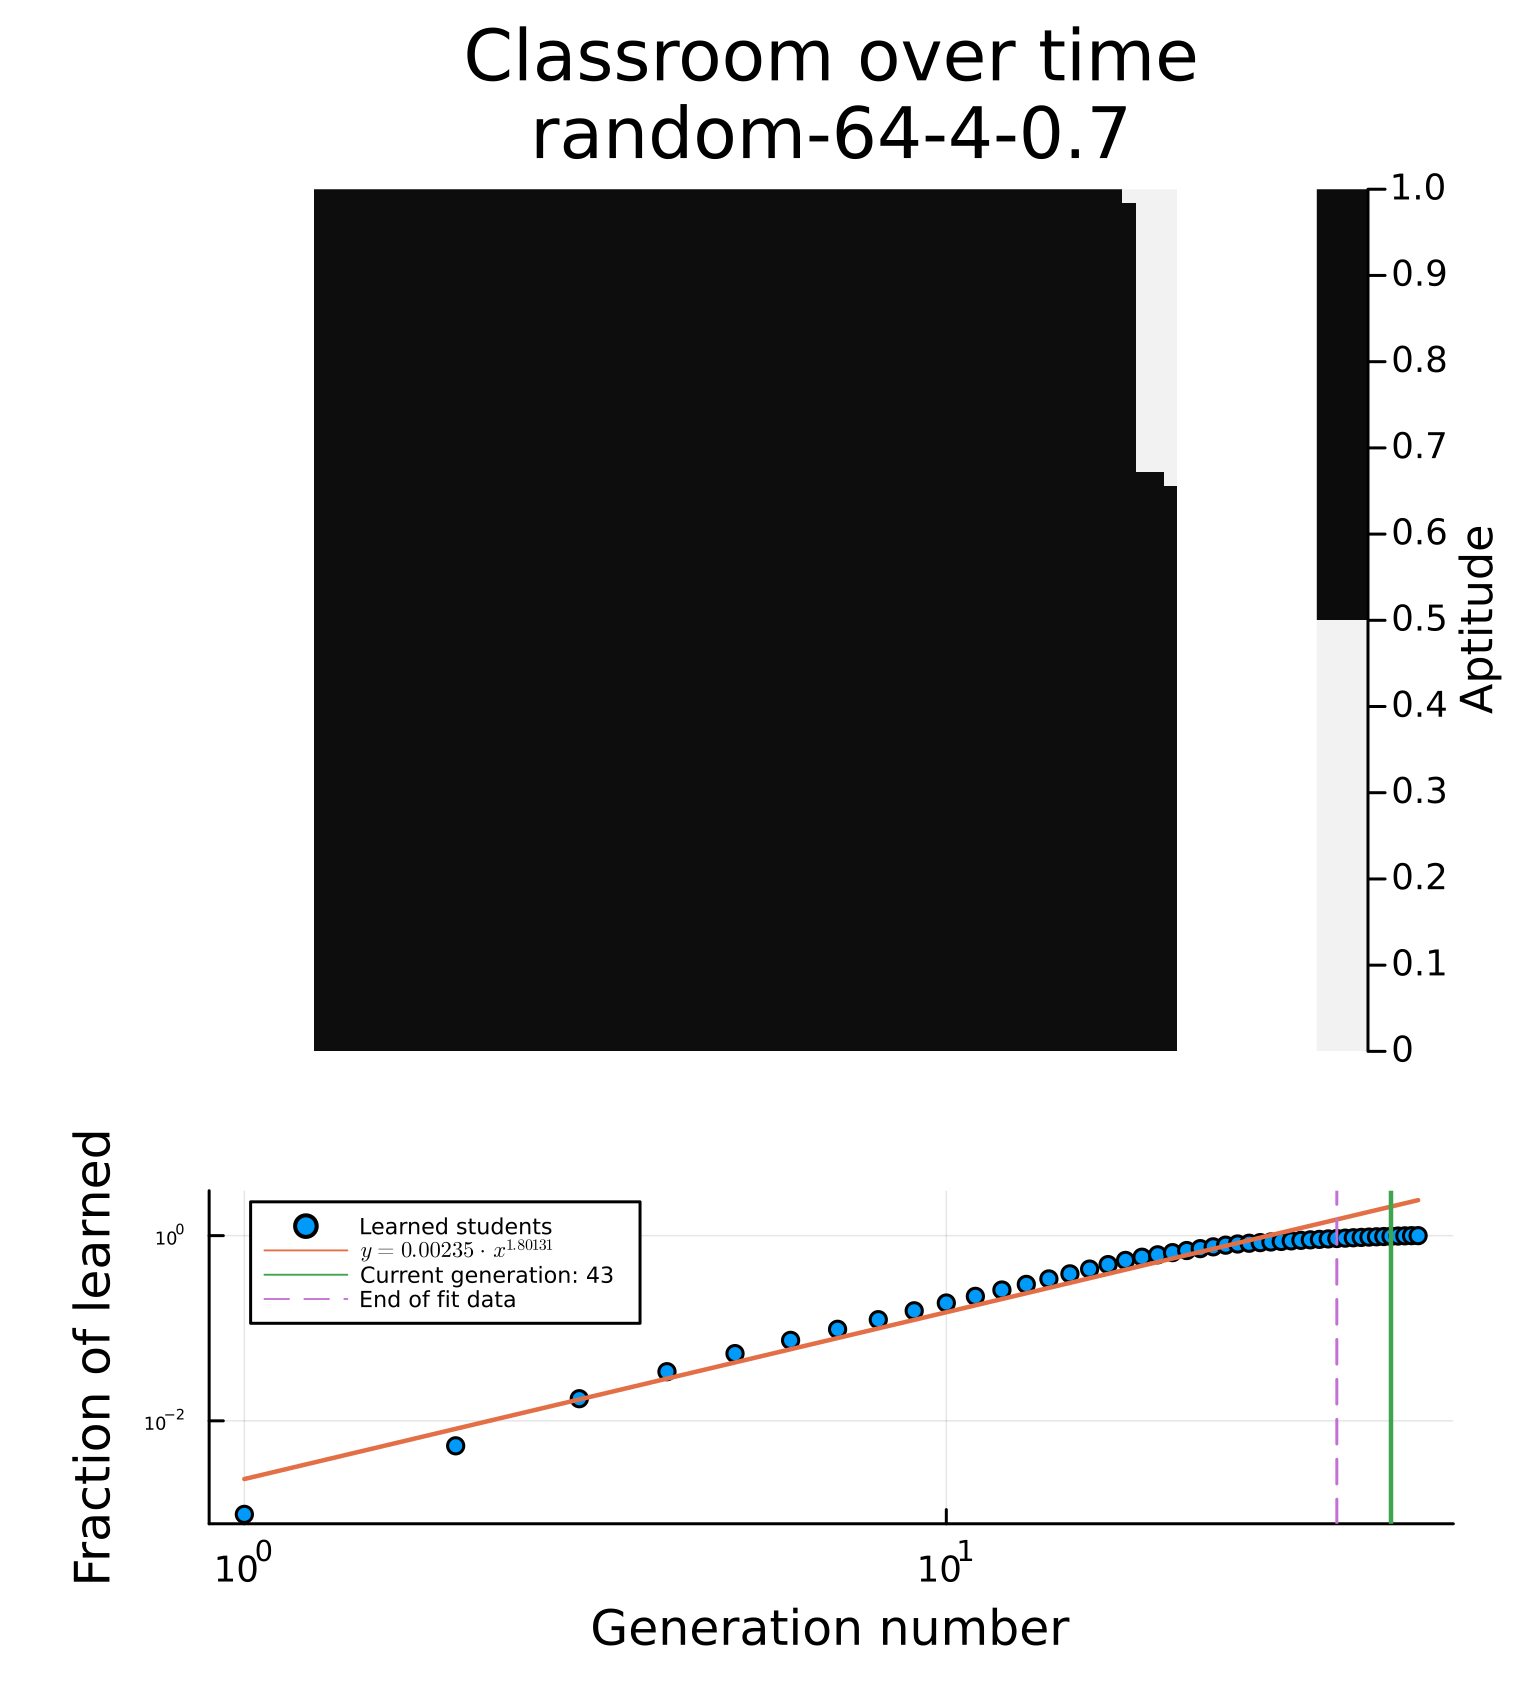 Classroom over time
random-64-4-0.7
1.0
0.9
0.8
0.7
0.6
0.5
0.4
0.3
0.2
0.1
0
Aptitude
Fraction of learned
10^0
10^-2
Learned students
y = 0.00235 · x^1.80131
Current generation: 43
End of fit data
10^0
10^1
Generation number